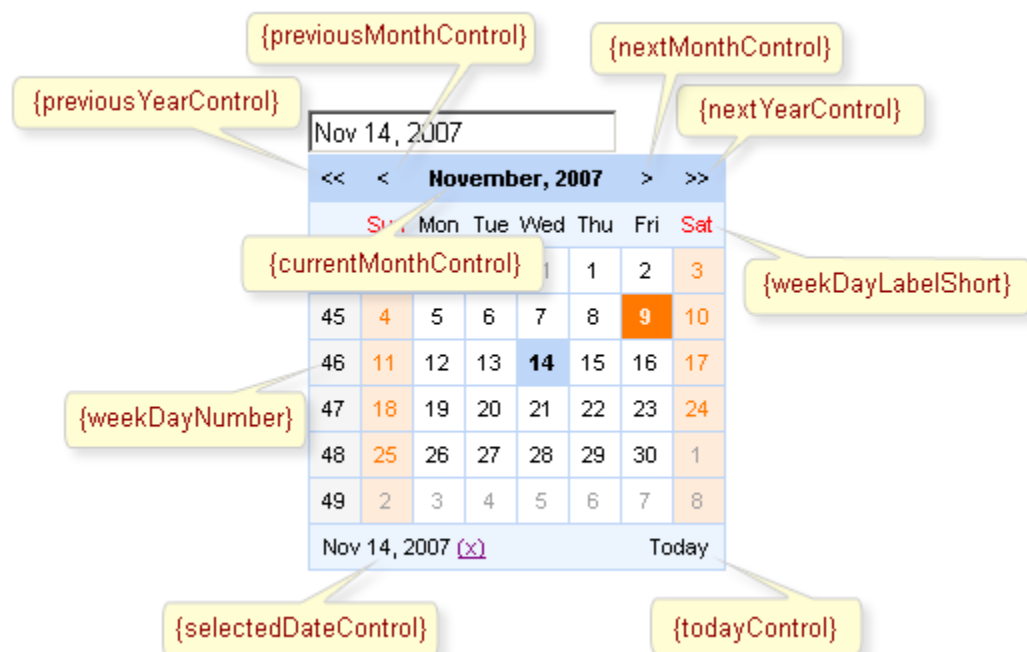 {previousMonthControl}
{nextMonthControl}
{previousYearControl}
{nextYearControl}
Nov 14, 2007
<< < November, 2007 > >>
Mon Tue Wed Thu Fri Sat
{currentMonthControl}
1 2 3
{weekDayLabelShort}
45 4 5 6 7 8 9 10
46 11 12 13 14 15 16 17
{weekDayNumber}
47 18 19 20 21 22 23 24
48 25 26 27 28 29 30 1
49 2 3 4 5 6 7 8
Nov 14, 2007 (x) Today
{selectedDateControl}
{todayControl}